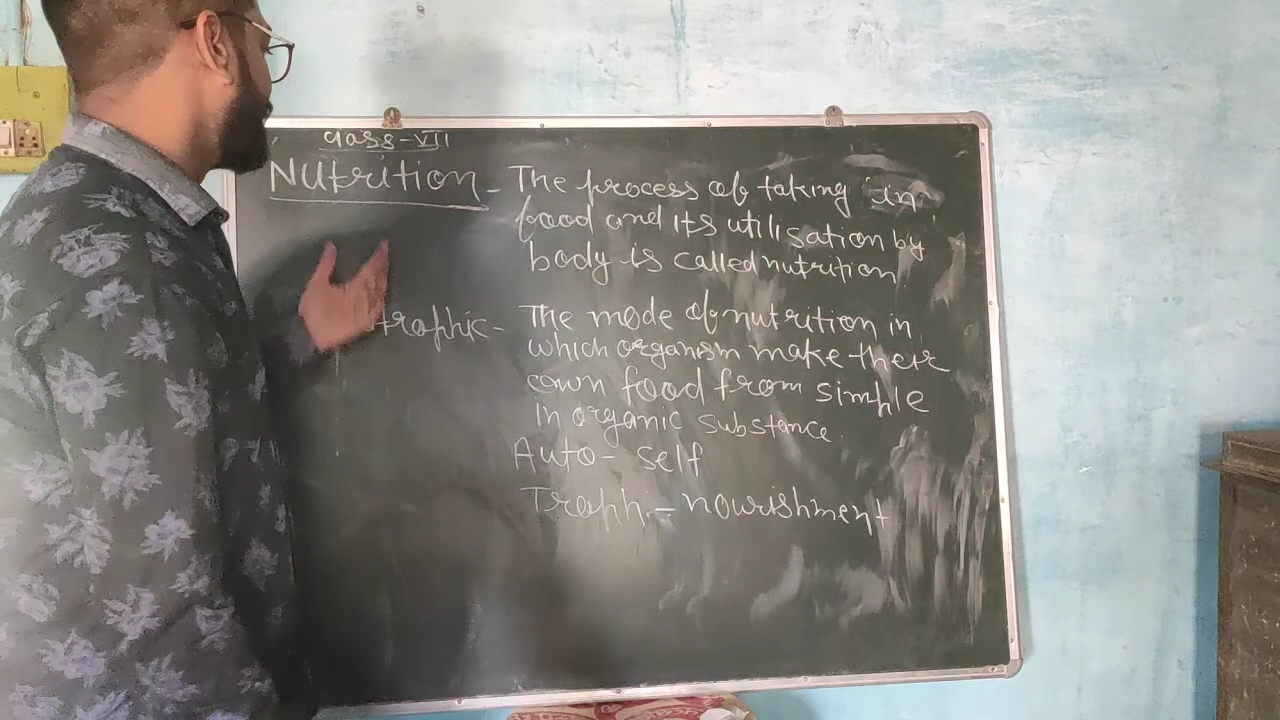 Class-VII
Nutrition - The process of taking in
food and its utilisation by
body is called nutrition
trophic - The mode of nutrition in
which organism make their
own food from simple
inorganic substance.
Auto - self
Troph. - nourishment